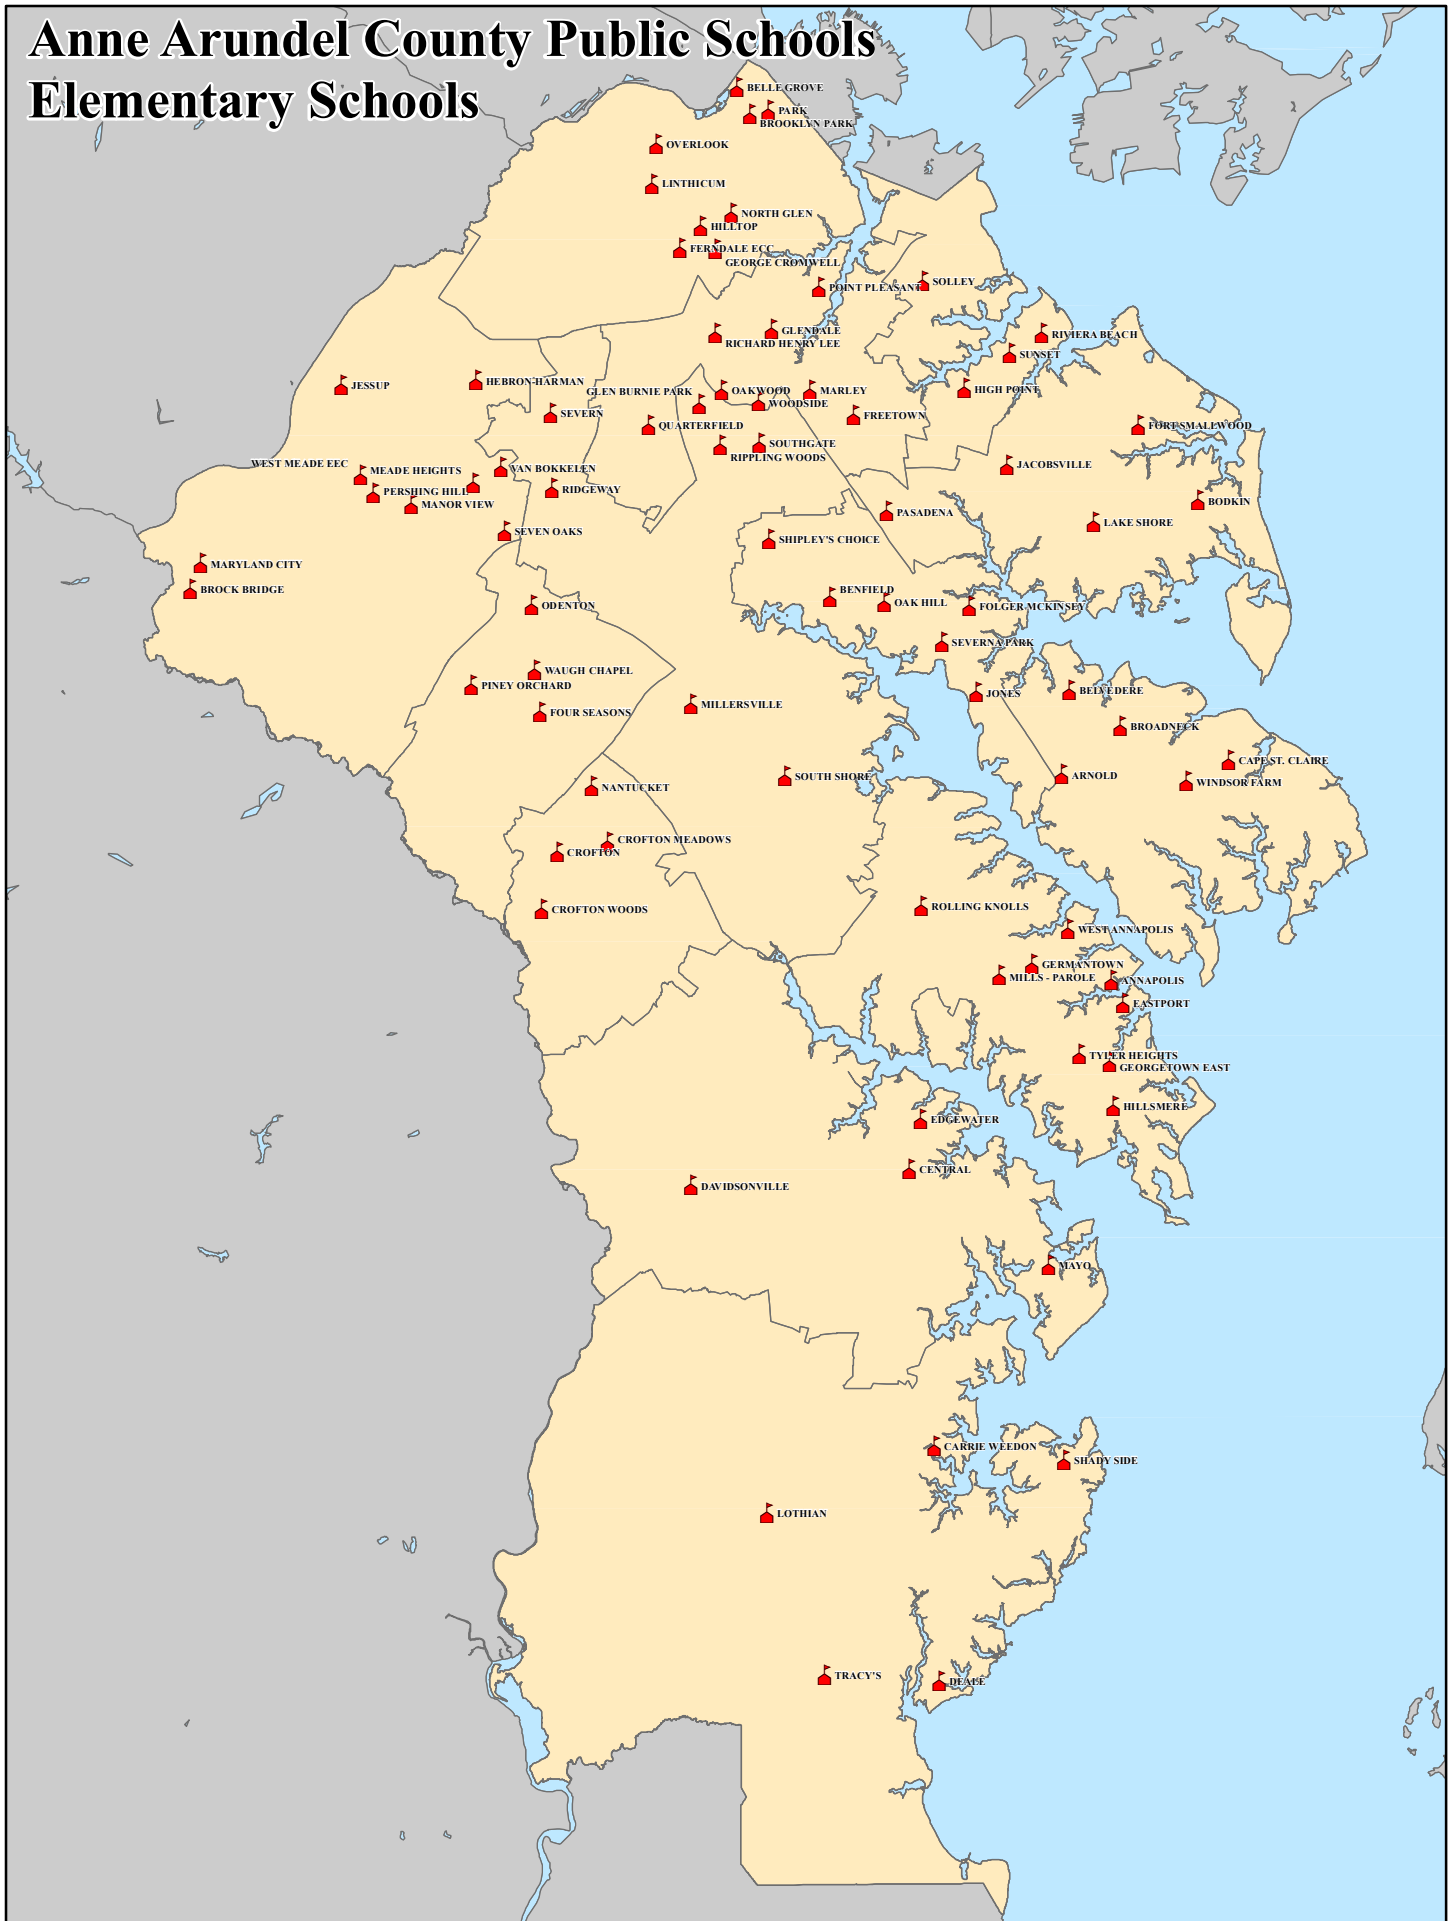 Anne Arundel County Public Schools
Elementary Schools
BELLE GROVE
PARK
BROOKLYN PARK
OVERLOOK
LINTHICUM
NORTH GLEN
HILLTOP
FERNDALE ECC
GEORGE CROMWELL
POINT PLEASANT
SOLLEY
GLENDALE
RICHARD HENRY LEE
RIVIERA BEACH
SUNSET
JESSUP
HEBRON-HARMAN
GLEN BURNIE PARK
OAKWOOD
MARLEY
HIGH POINT
WOODSIDE
SEVERN
FREETOWN
QUARTERFIELD
FORT SMALLWOOD
SOUTHGATE
RIPPLING WOODS
WEST MEADE EEC
MEADE HEIGHTS
VAN BOKKELEN
JACOBSVILLE
PERSHING HILL
RIDGEWAY
MANOR VIEW
BODKIN
PASADENA
LAKE SHORE
SEVEN OAKS
SHIPLEY'S CHOICE
MARYLAND CITY
BROCK BRIDGE
BENFIELD
OAK HILL
ODENTON
FOLGER MCKINSEY
SEVERNA PARK
WAUGH CHAPEL
PINEY ORCHARD
JONES
BELVEDERE
MILLERSVILLE
FOUR SEASONS
BROADNECK
CAPE ST. CLAIRE
SOUTH SHORE
ARNOLD
WINDSOR FARM
NANTUCKET
CROFTON MEADOWS
CROFTON
CROFTON WOODS
ROLLING KNOLLS
WEST ANNAPOLIS
GERMANTOWN
MILLS - PAROLE
ANNAPOLIS
EASTPORT
TYLER HEIGHTS
GEORGETOWN EAST
HILLSMERE
EDGEWATER
CENTRAL
DAVIDSONVILLE
MAYO
CARRIE WEEDON
SHADY SIDE
LOTHIAN
TRACY'S
DEALE